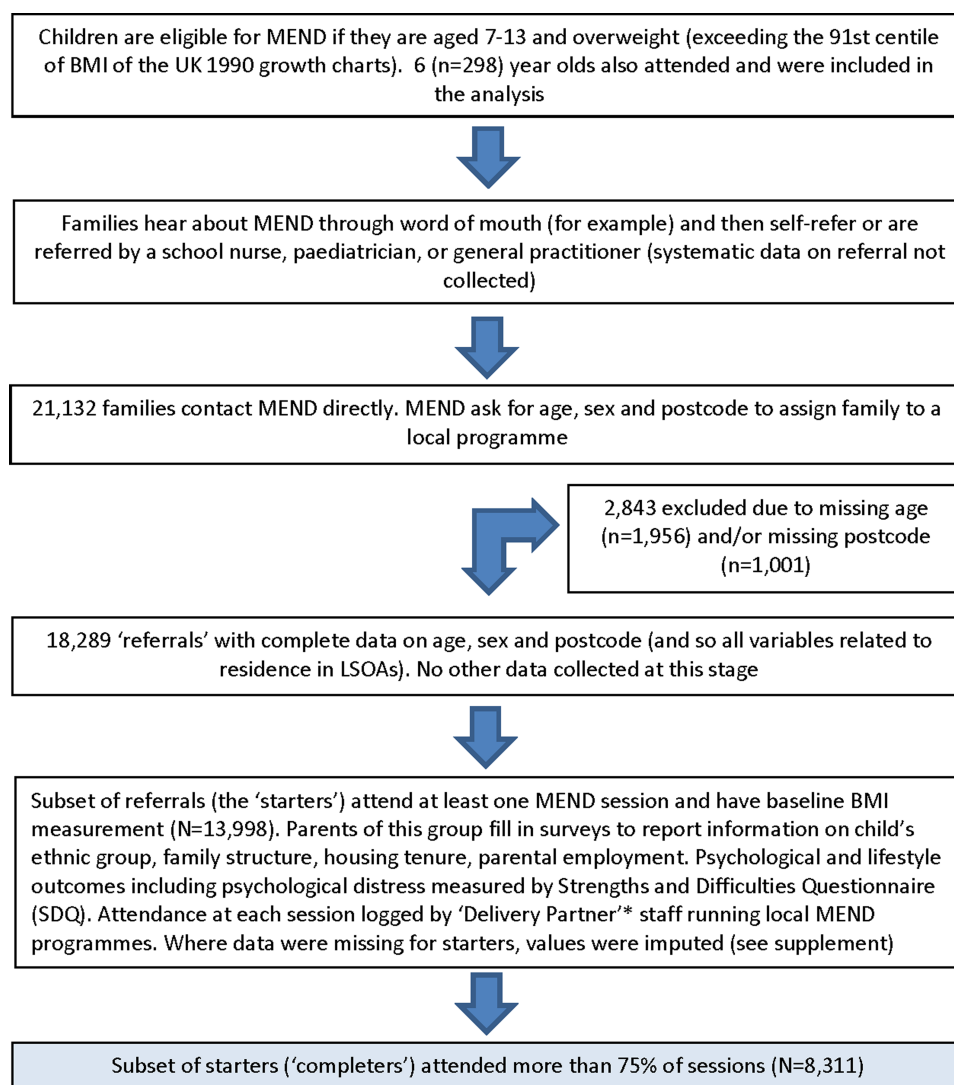 Children are eligible for MEND if they are aged 7-13 and overweight (exceeding the 91st centile
of BMI of the UK 1990 growth charts).  6 (n=298) year olds also attended and were included in
the analysis
Families hear about MEND through word of mouth (for example) and then self-refer or are
referred by a school nurse, paediatrician, or general practitioner (systematic data on referral not
collected)
21,132 families contact MEND directly. MEND ask for age, sex and postcode to assign family to a
local programme
2,843 excluded due to missing age
(n=1,956) and/or missing postcode
(n=1,001)
18,289 ‘referrals’ with complete data on age, sex and postcode (and so all variables related to
residence in LSOAs). No other data collected at this stage
Subset of referrals (the ‘starters’) attend at least one MEND session and have baseline BMI
measurement (N=13,998). Parents of this group fill in surveys to report information on child’s
ethnic group, family structure, housing tenure, parental employment. Psychological and lifestyle
outcomes including psychological distress measured by Strengths and Difficulties Questionnaire
(SDQ). Attendance at each session logged by ‘Delivery Partner’* staff running local MEND
programmes. Where data were missing for starters, values were imputed (see supplement)
Subset of starters (‘completers’) attended more than 75% of sessions (N=8,311)